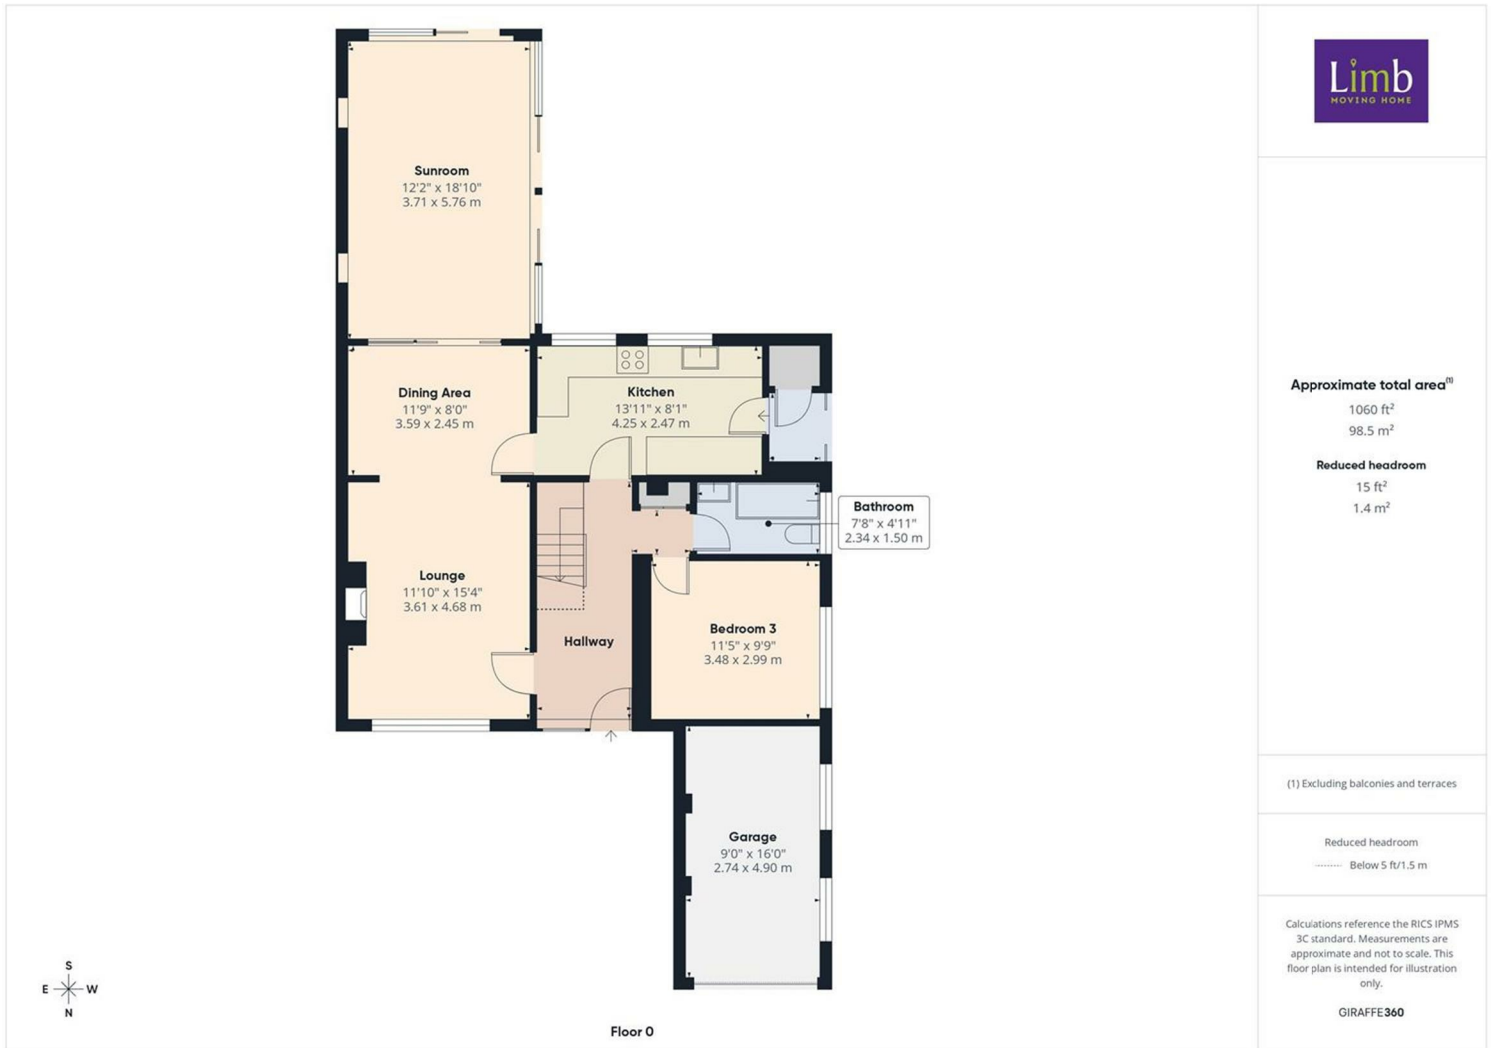 Limb
MOVING HOME
Sunroom
12'2" x 18'10"
3.71 x 5.76 m
Dining Area
11'9" x 8'0"
3.59 x 2.45 m
Kitchen
13'11" x 8'1"
4.25 x 2.47 m
Bathroom
7'8" x 4'11"
2.34 x 1.50 m
Lounge
11'10" x 15'4"
3.61 x 4.68 m
Hallway
Bedroom 3
11'5" x 9'9"
3.48 x 2.99 m
Garage
9'0" x 16'0"
2.74 x 4.90 m
S
E W
N
Floor 0
Approximate total area(1)
1060 ft²
98.5 m²
Reduced headroom
15 ft²
1.4 m²
(1) Excluding balconies and terraces
Reduced headroom
Below 5 ft/1.5 m
Calculations reference the RICS IPMS
3C standard. Measurements are
approximate and not to scale. This
floor plan is intended for illustration
only.
GIRAFFE360